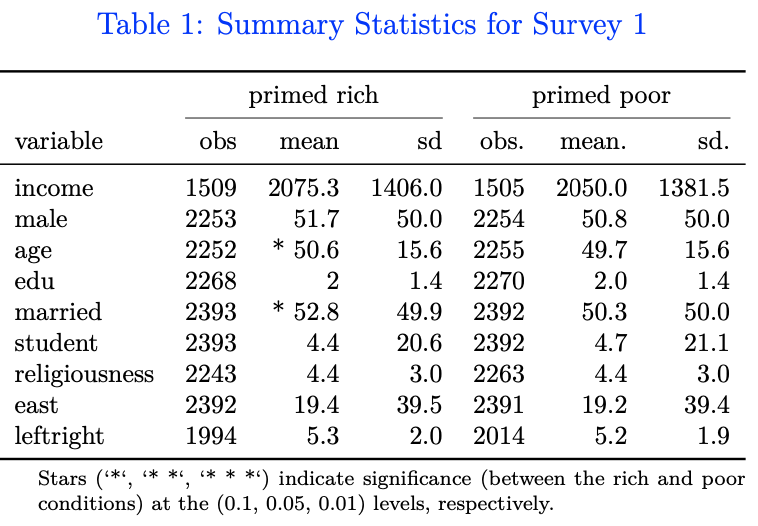 Table 1: Summary Statistics for Survey 1
primed rich primed poor
variable obs mean sd obs. mean. sd.
income 1509 2075.3 1406.0 1505 2050.0 1381.5
male 2253 51.7 50.0 2254 50.8 50.0
age 2252 * 50.6 15.6 2255 49.7 15.6
edu 2268 2 1.4 2270 2.0 1.4
married 2393 * 52.8 49.9 2392 50.3 50.0
student 2393 4.4 20.6 2392 4.7 21.1
religiousness 2243 4.4 3.0 2263 4.4 3.0
east 2392 19.4 39.5 2391 19.2 39.4
leftright 1994 5.3 2.0 2014 5.2 1.9
Stars (‘*‘, ‘* *‘, ‘* * *‘) indicate significance (between the rich and poor
conditions) at the (0.1, 0.05, 0.01) levels, respectively.